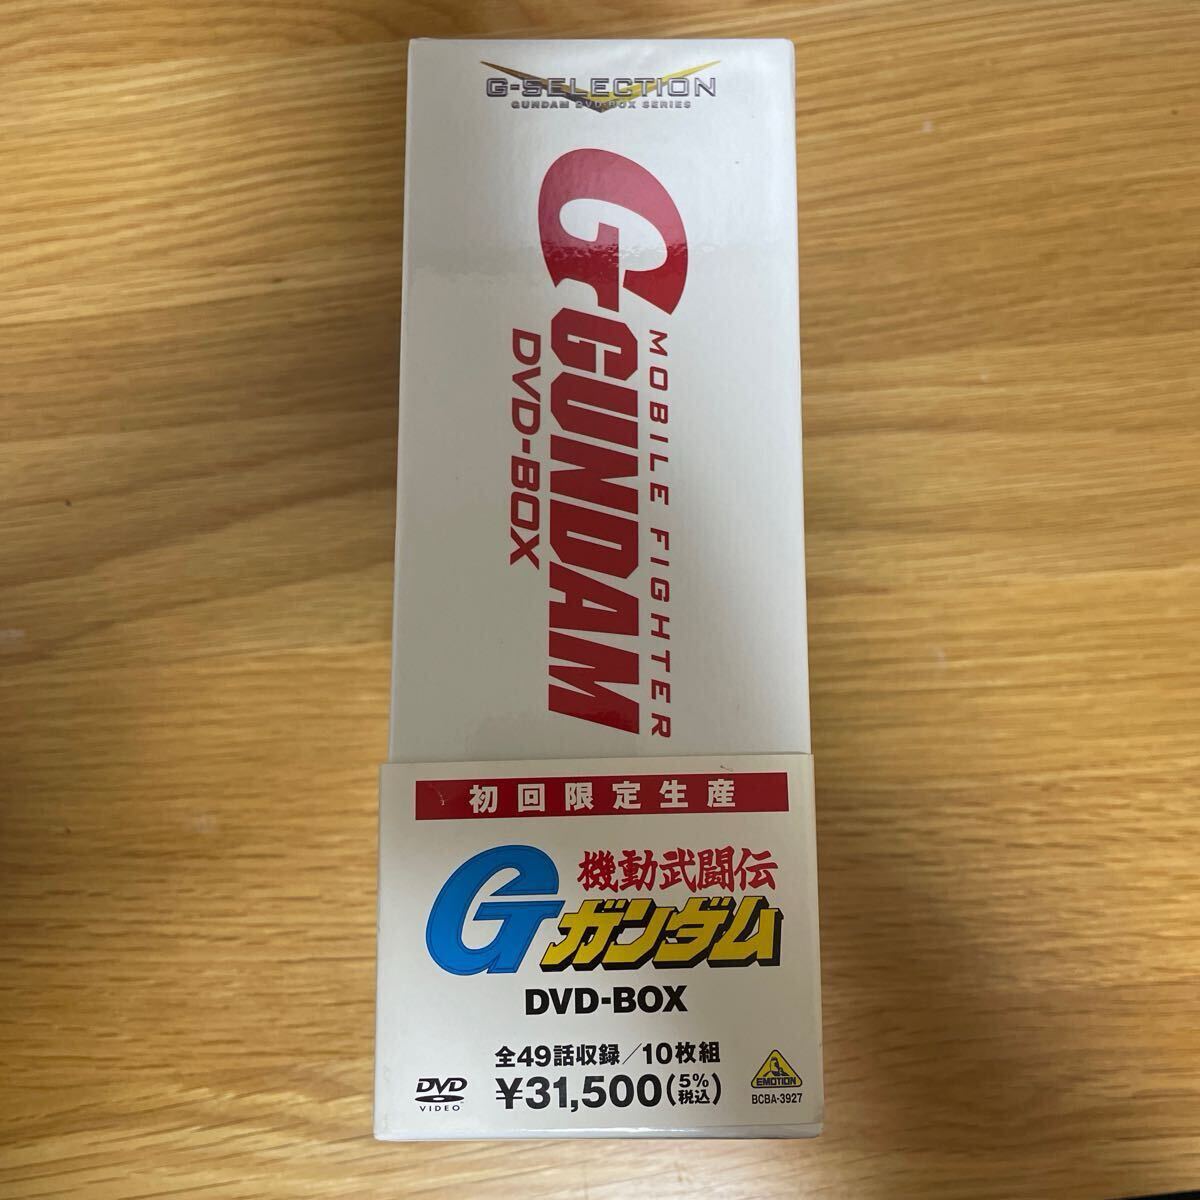 G-SELECTION
GUNDAM DVD-BOX SERIES
MOBILE FIGHTER
G GUNDAM
DVD-BOX
初回限定生産
機動武闘伝
Gガンダム
DVD-BOX
全49話収録/10枚組
¥31,500(5%税込)
DVD
VIDEO
EMOTION
BCBA-3927